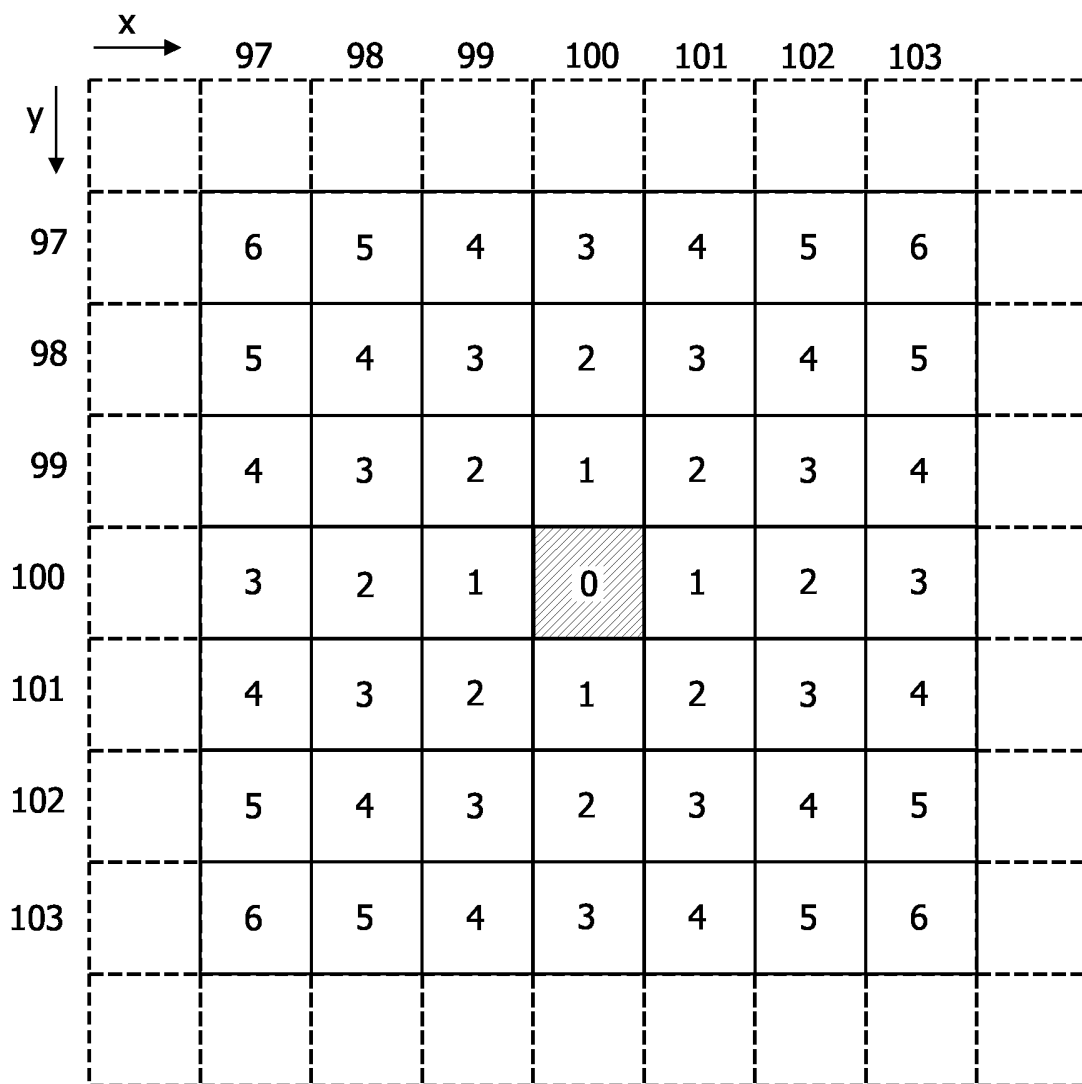 x
97 98 99 100 101 102 103
y
97 6 5 4 3 4 5 6
98 5 4 3 2 3 4 5
99 4 3 2 1 2 3 4
100 3 2 1 0 1 2 3
101 4 3 2 1 2 3 4
102 5 4 3 2 3 4 5
103 6 5 4 3 4 5 6